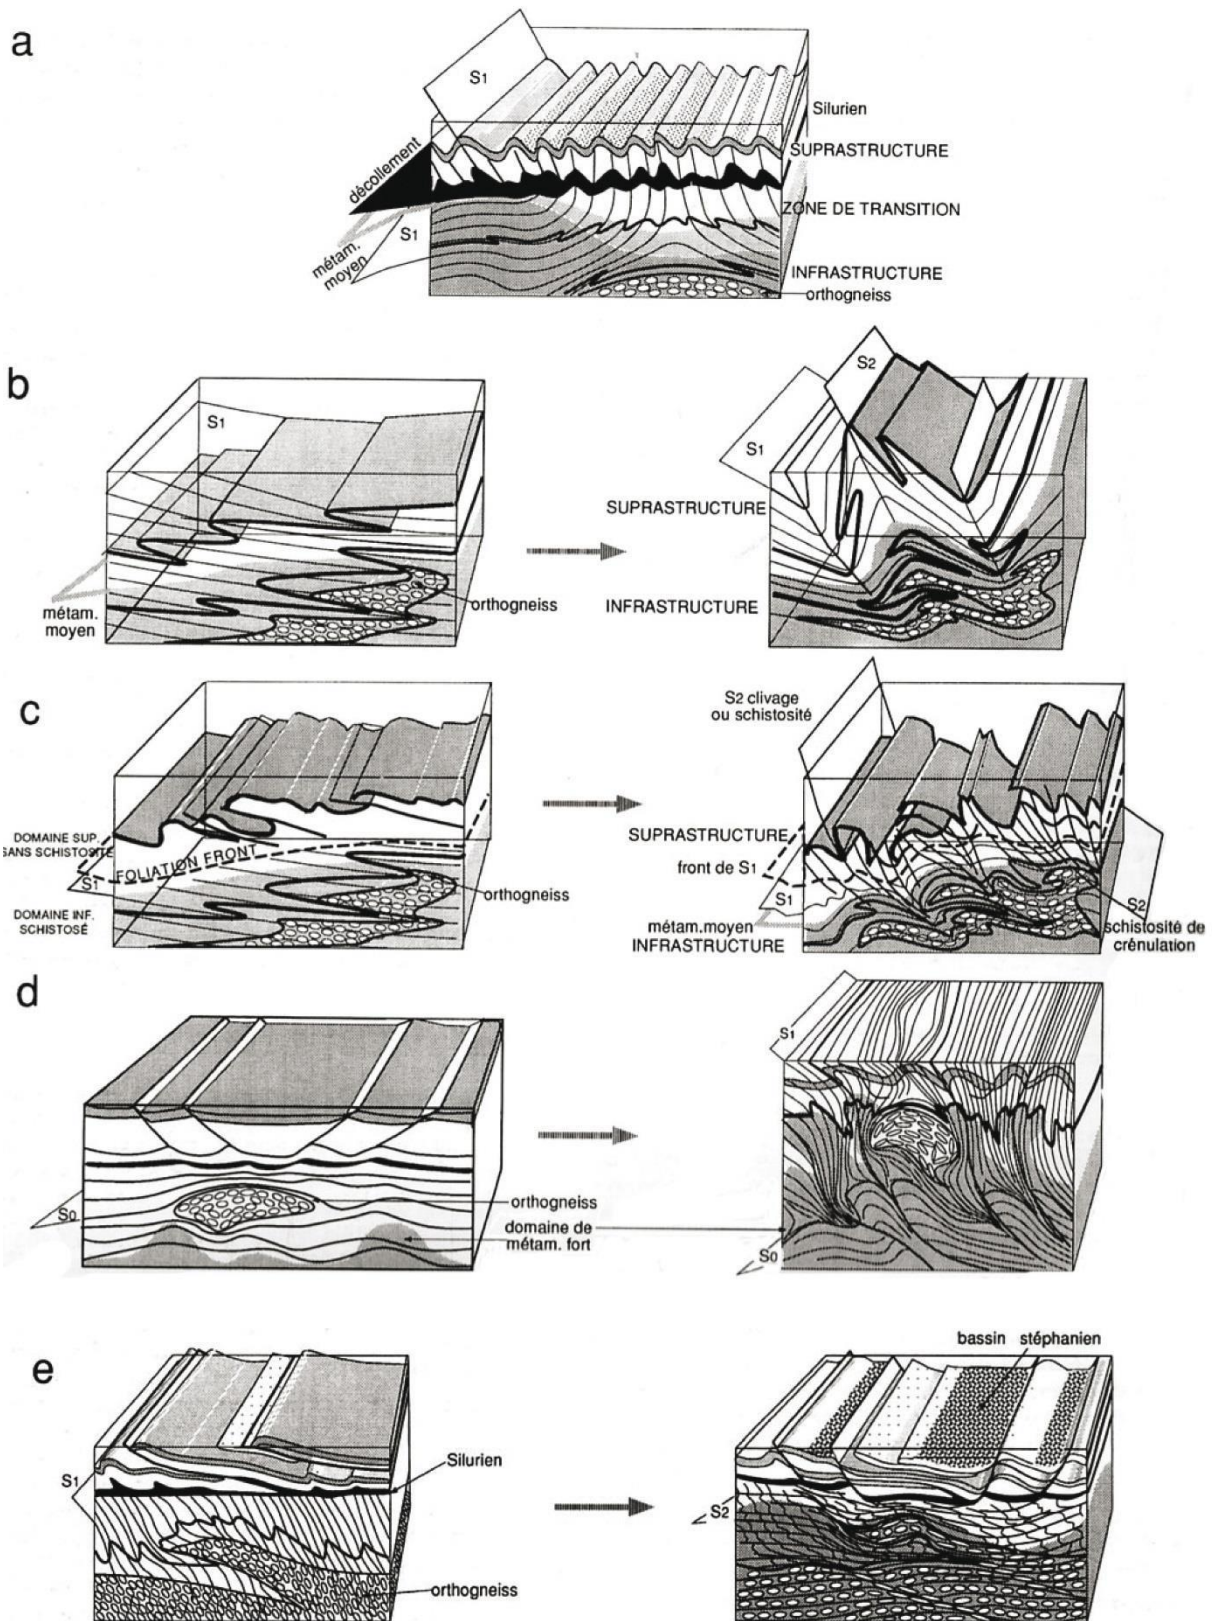 a
S1
Silurien
SUPRASTRUCTURE
décollement
ZONE DE TRANSITION
S1
métam.
moyen
INFRASTRUCTURE
orthogneiss
b
S1
métam.
moyen
orthogneiss
S2
S1
SUPRASTRUCTURE
INFRASTRUCTURE
c
DOMAINE SUP.
SANS SCHISTOSITÉ
FOLIATION FRONT
S1
DOMAINE INF.
SCHISTOSÉ
orthogneiss
S2 clivage
ou schistosité
SUPRASTRUCTURE
front de S1
S1
métam.moyen
INFRASTRUCTURE
S2
schistosité de
crénulation
d
S0
orthogneiss
domaine de
métam. fort
S1
S0
e
S1
Silurien
orthogneiss
bassin stéphanien
S2